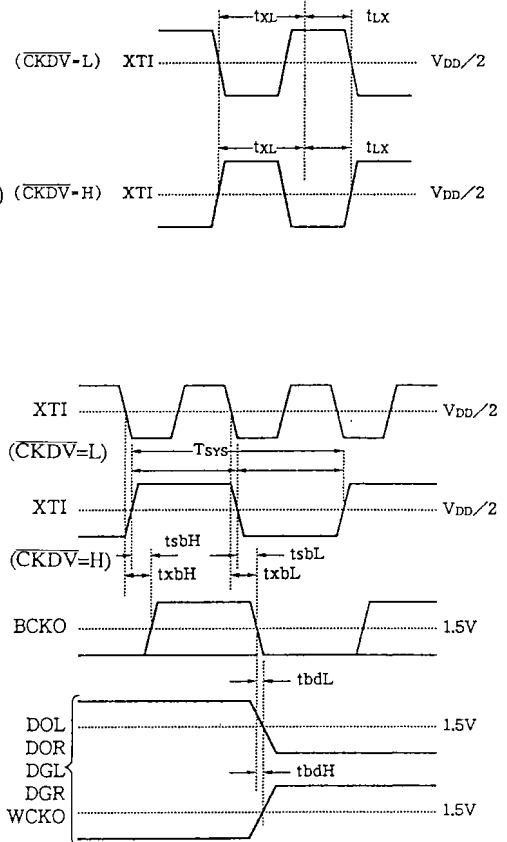 tXL tLX
(CKDV=L) XTI VDD/2
tXL tLX
) (CKDV=H) XTI VDD/2
XTI VDD/2
(CKDV=L) TSYS
XTI VDD/2
tsbH tsbL
(CKDV=H) txbH txbL
BCKO 1.5V
tbdL
DOL 1.5V
DOR
DGL tbdH
DGR
WCKO 1.5V